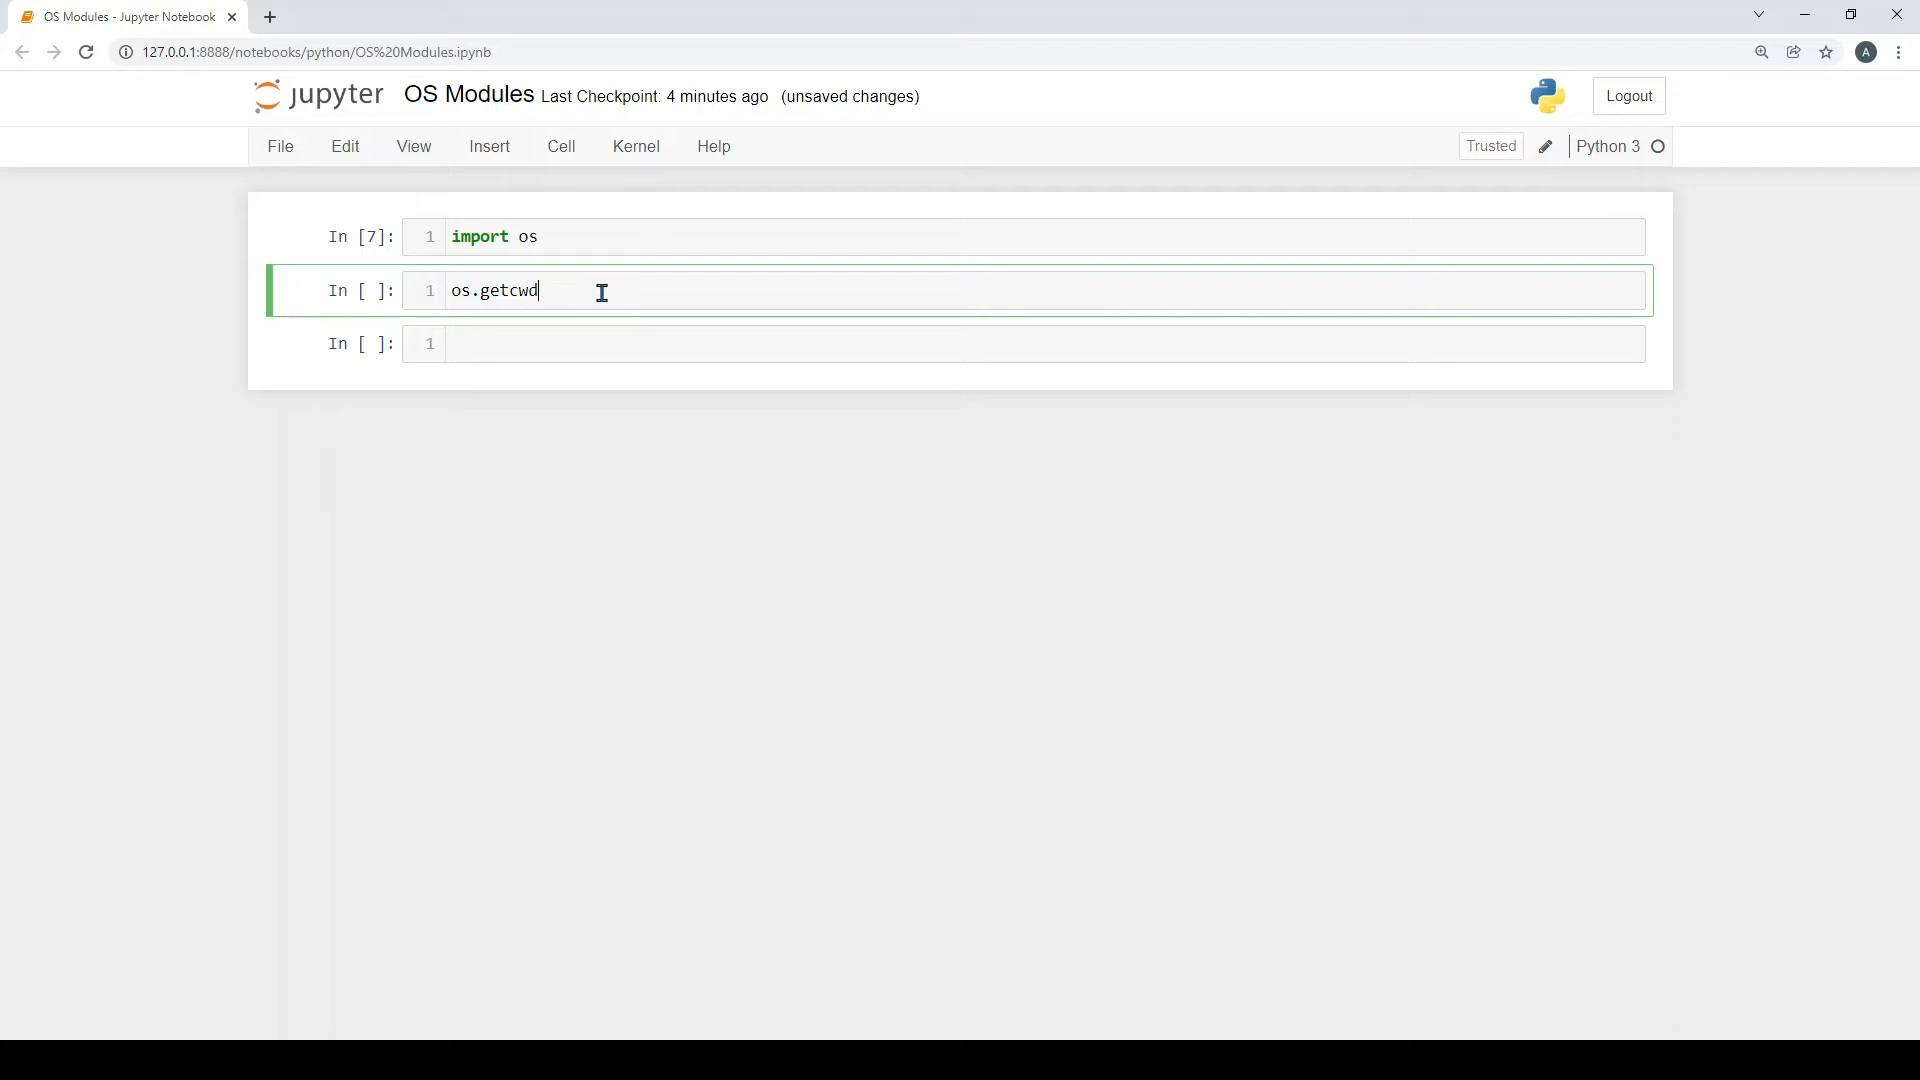 OS Modules - Jupyter Notebook
127.0.0.1:8888/notebooks/python/OS%20Modules.ipynb
A
jupyter OS Modules Last Checkpoint: 4 minutes ago (unsaved changes)
Logout
File Edit View Insert Cell Kernel Help
Trusted Python 3
In [7]: 1 import os
In [ ]: 1 os.getcwd
In [ ]: 1